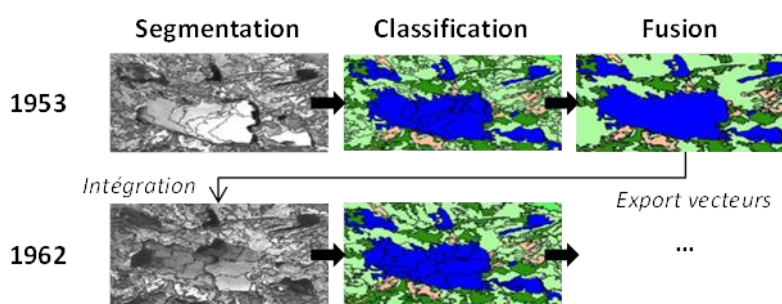 Segmentation Classification Fusion
1953
Intégration
Export vecteurs
1962
...